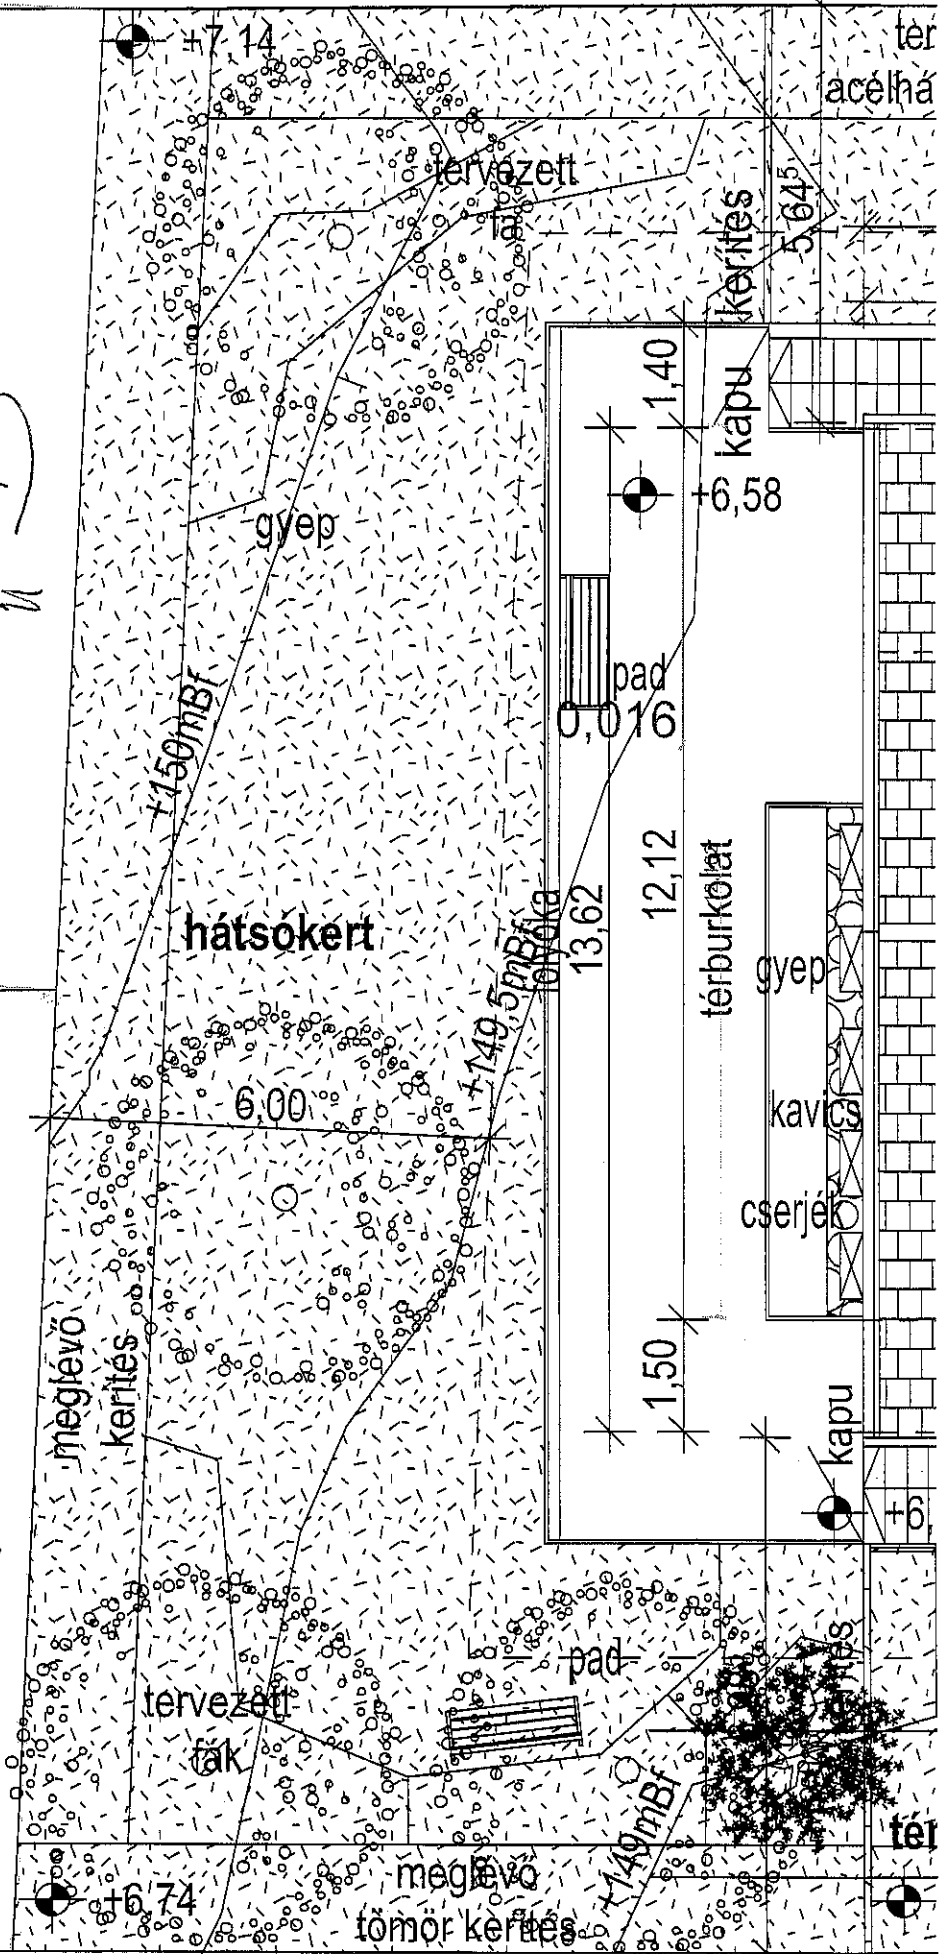 +7,14
tervezett
fa
kerítés
5,64⁵
1,40
kapu
+6,58
gyep
pad
0,016
+150mBf
hátsókert
+149,5mBf
folyóka
13,62
12,12
térburkolat
gyep
6,00
kavics
cserjék
meglévő
kerítés
1,50
kapu
pad
tervezett
fák
+149mBf
meglévő
tömör kerítés
+6,74